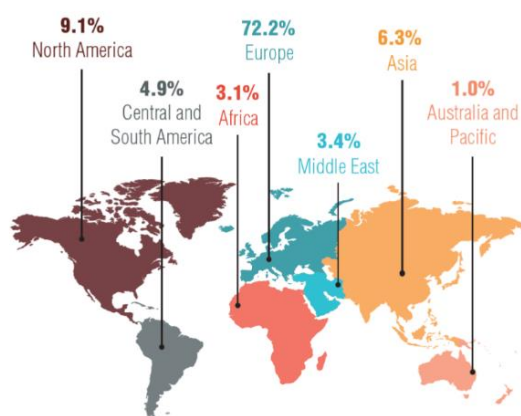 9.1%
North America
4.9%
Central and
South America
3.1%
Africa
72.2%
Europe
3.4%
Middle East
6.3%
Asia
1.0%
Australia and
Pacific